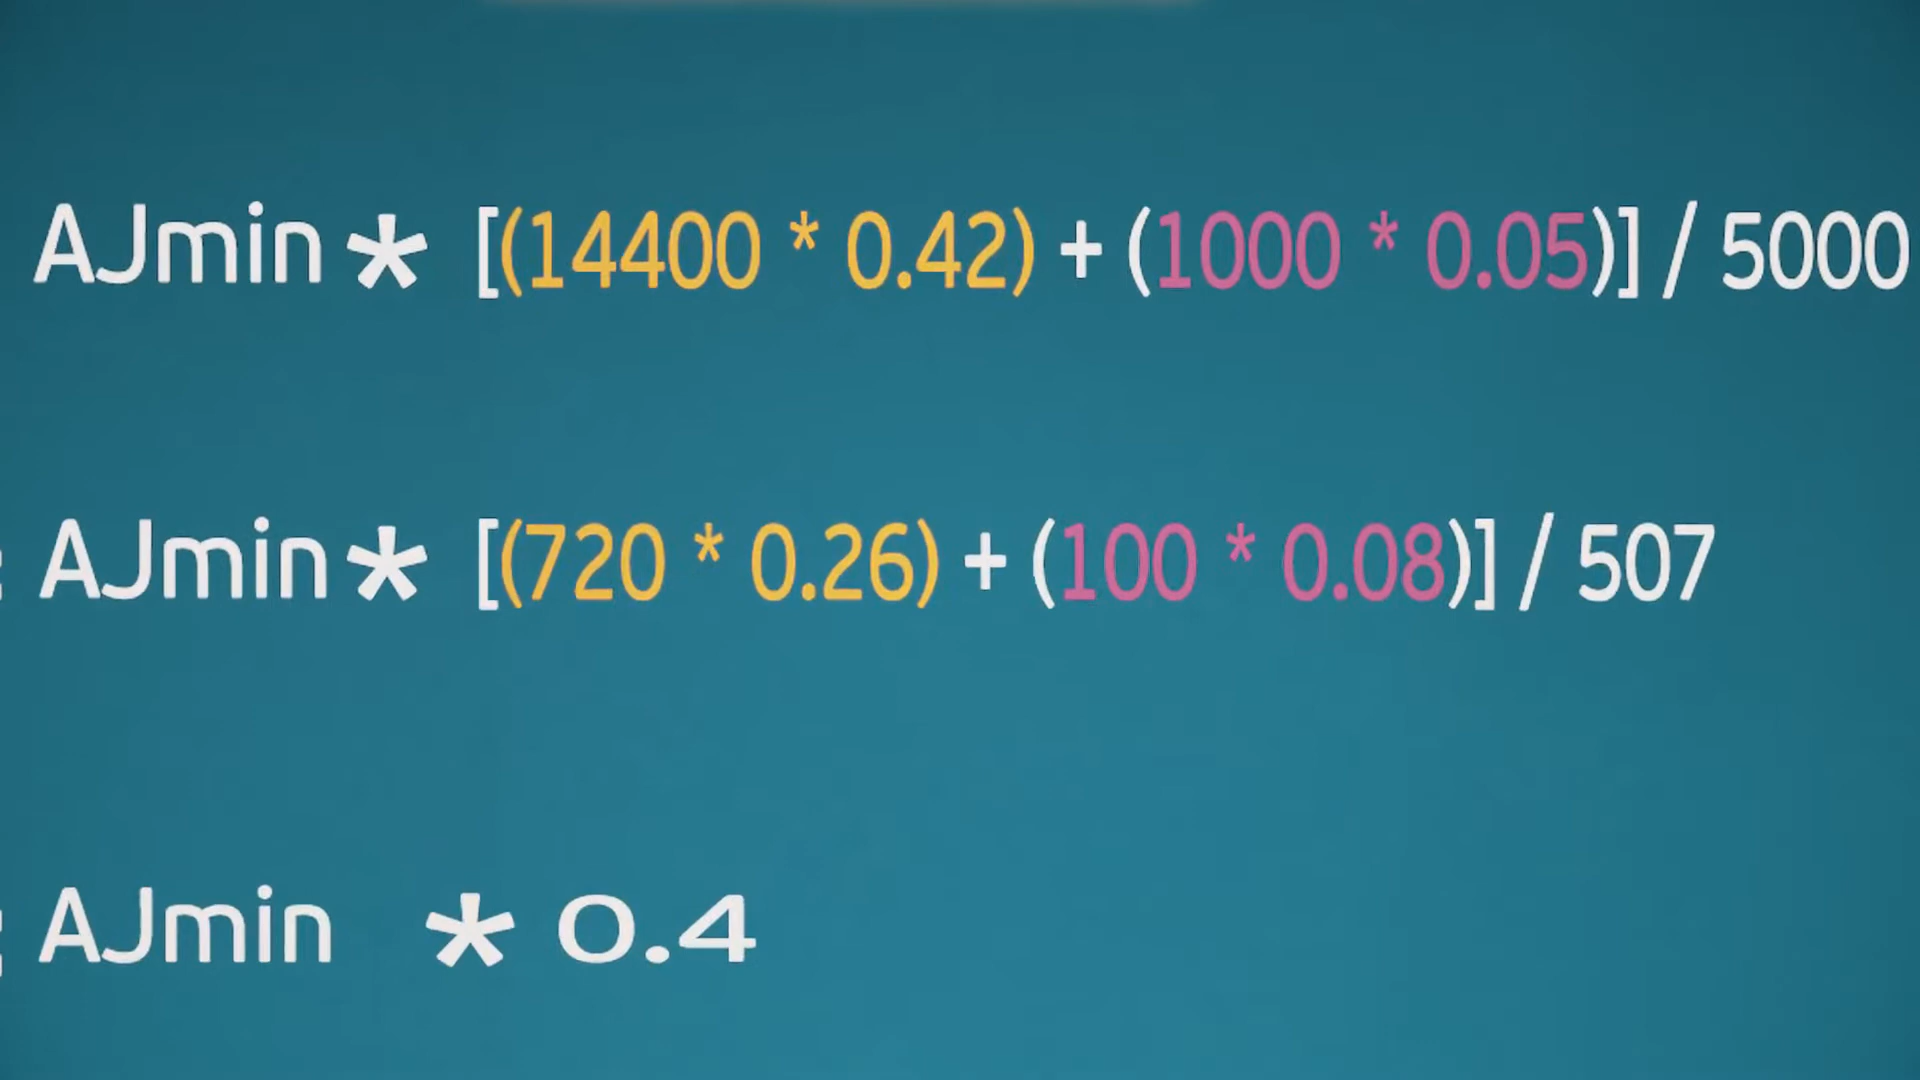 AJmin * [(14400 * 0.42) + (1000 * 0.05)] / 5000
: AJmin * [(720 * 0.26) + (100 * 0.08)] / 507
: AJmin * 0.4